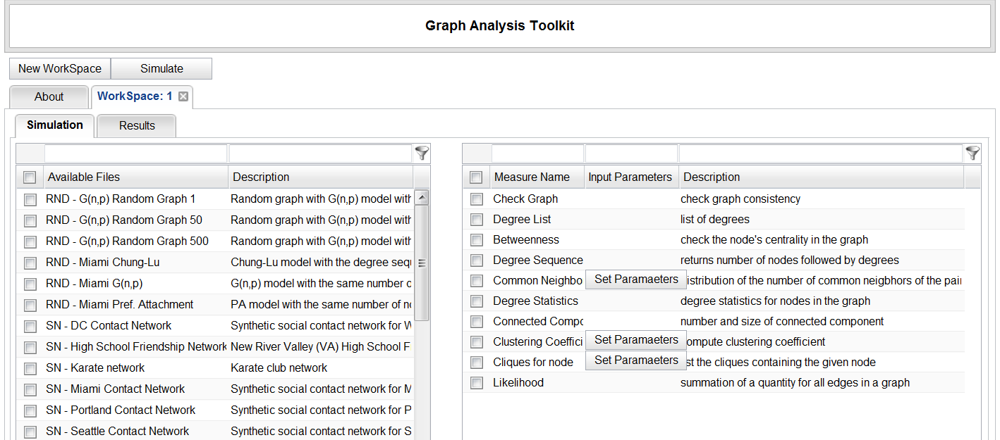 Graph Analysis Toolkit
New WorkSpace Simulate
About WorkSpace: 1
Simulation Results
Available Files Description
RND - G(n,p) Random Graph 1 Random graph with G(n,p) model with
RND - G(n,p) Random Graph 50 Random graph with G(n,p) model with
RND - G(n,p) Random Graph 500 Random graph with G(n,p) model with
RND - Miami Chung-Lu Chung-Lu model with the degree sequ
RND - Miami G(n,p) G(n,p) model with the same number o
RND - Miami Pref. Attachment PA model with the same number of no
SN - DC Contact Network Synthetic social contact network for W
SN - High School Friendship Network New River Valley (VA) High School F
SN - Karate network Karate club network
SN - Miami Contact Network Synthetic social contact network for M
SN - Portland Contact Network Synthetic social contact network for P
SN - Seattle Contact Network Synthetic social contact network for S
Measure Name Input Parameters Description
Check Graph check graph consistency
Degree List list of degrees
Betweenness check the node's centrality in the graph
Degree Sequence returns number of nodes followed by degrees
Common Neighbo Set Paramaeters istribution of the number of common neigbhors of the pair
Degree Statistics degree statistics for nodes in the graph
Connected Compo number and size of connected component
Clustering Coeffici Set Paramaeters ompute clustering coefficient
Cliques for node Set Paramaeters st the cliques containing the given node
Likelihood summation of a quantity for all edges in a graph